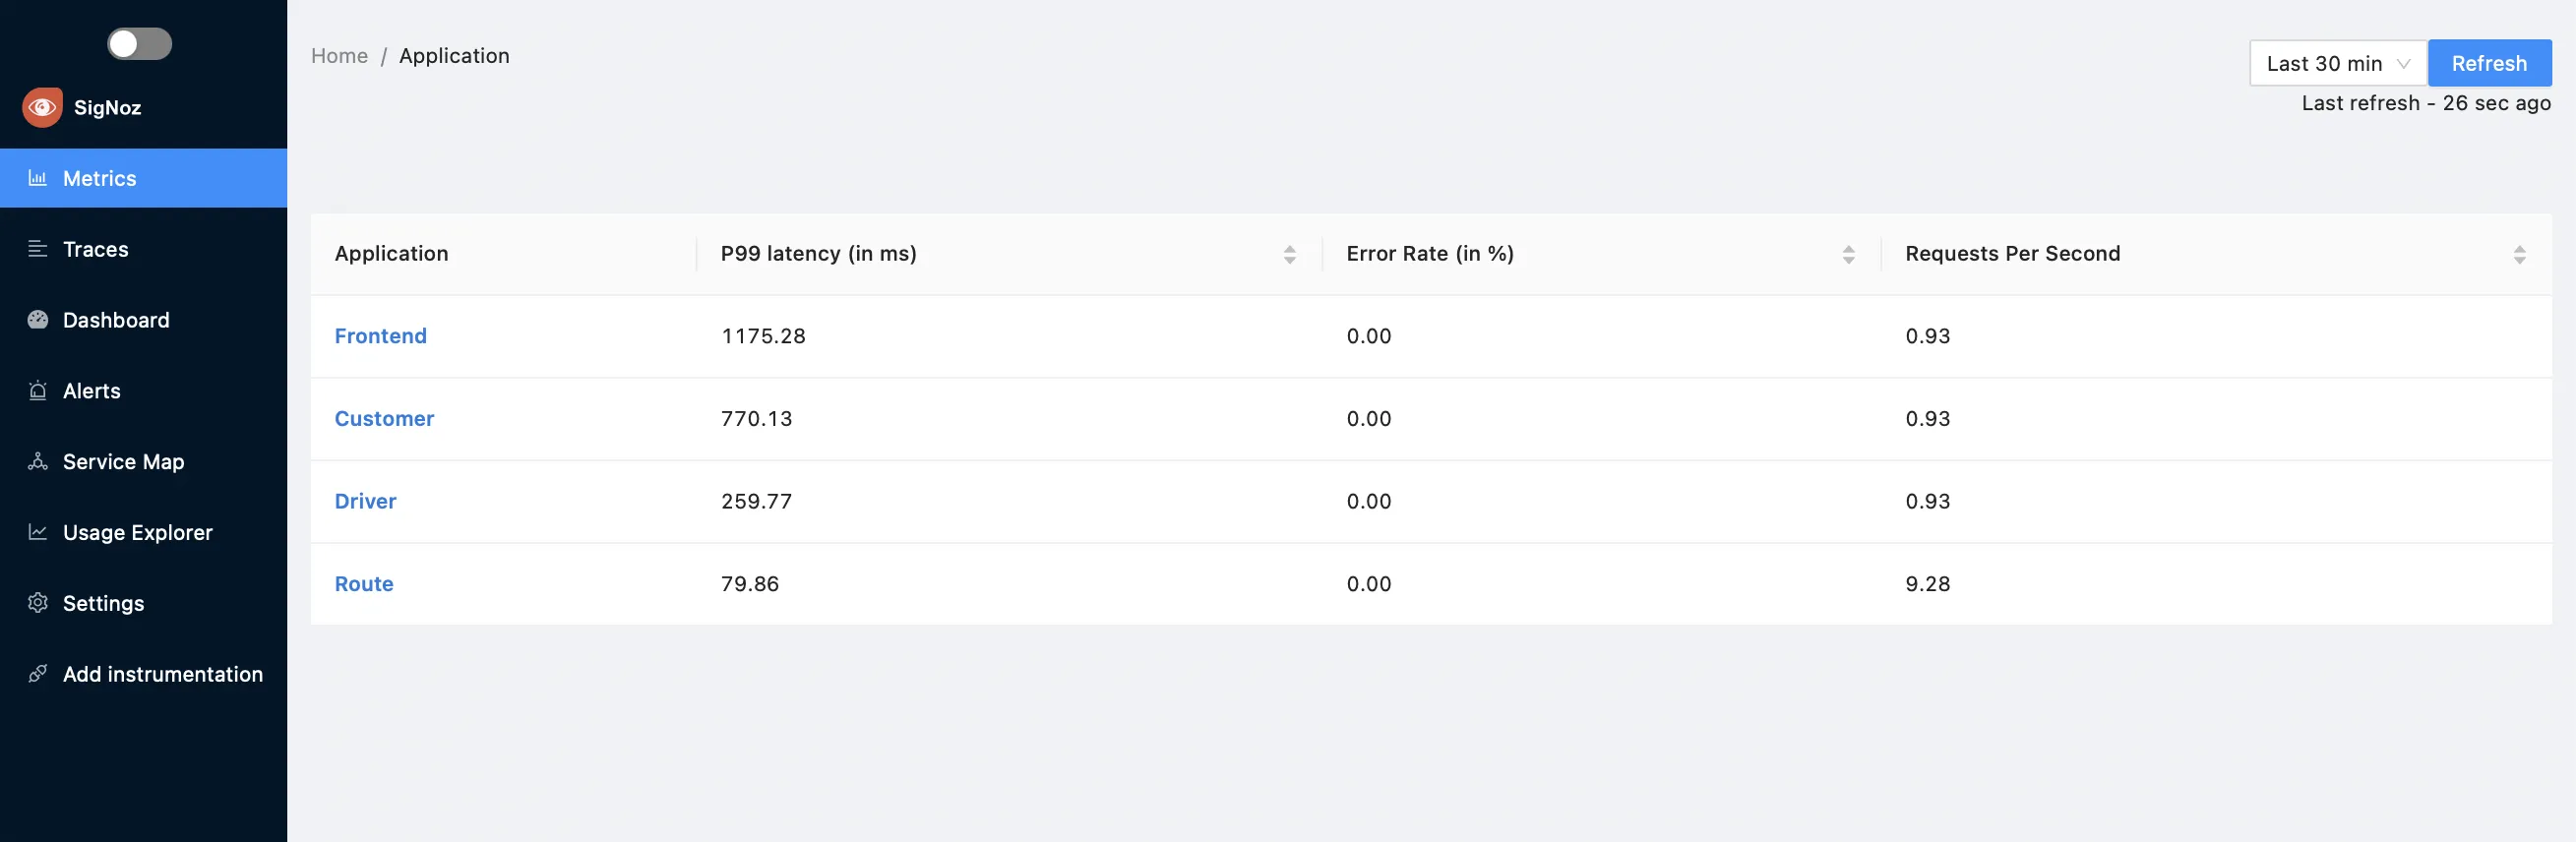 SigNoz
Metrics
Traces
Dashboard
Alerts
Service Map
Usage Explorer
Settings
Add instrumentation
Home / Application
Last 30 min
Refresh
Last refresh - 26 sec ago
Application P99 latency (in ms) Error Rate (in %) Requests Per Second
Frontend 1175.28 0.00 0.93
Customer 770.13 0.00 0.93
Driver 259.77 0.00 0.93
Route 79.86 0.00 9.28